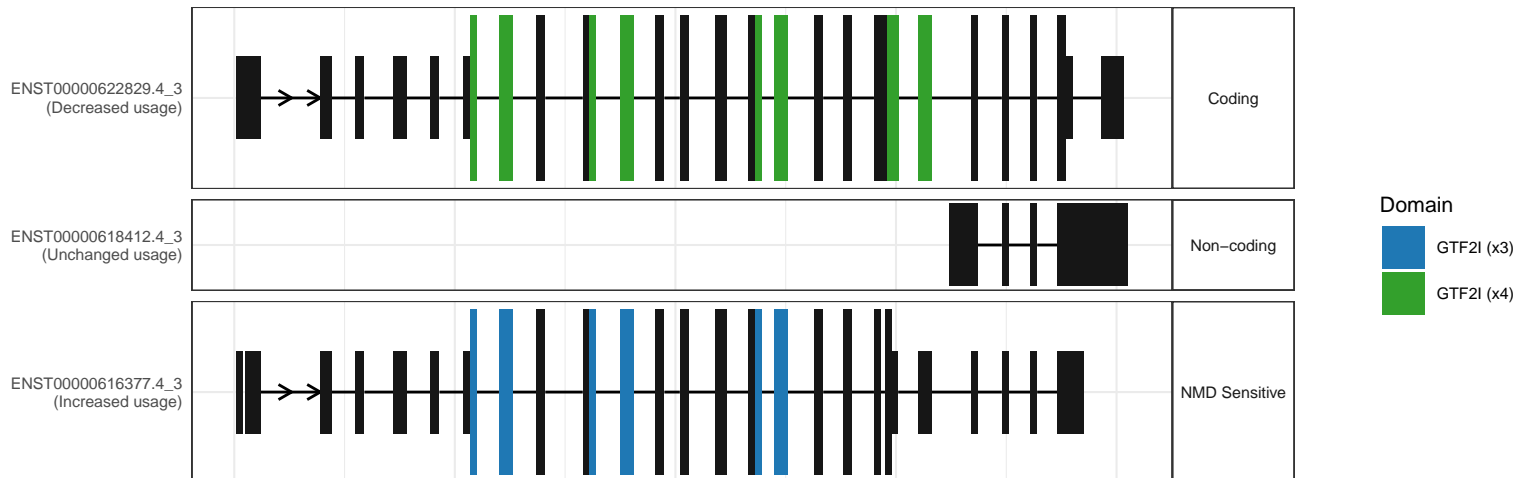 ENST00000622829.4_3
(Decreased usage)
Coding
ENST00000618412.4_3
(Unchanged usage)
Non−coding
ENST00000616377.4_3
(Increased usage)
NMD Sensitive
Domain
GTF2I (x3)
GTF2I (x4)